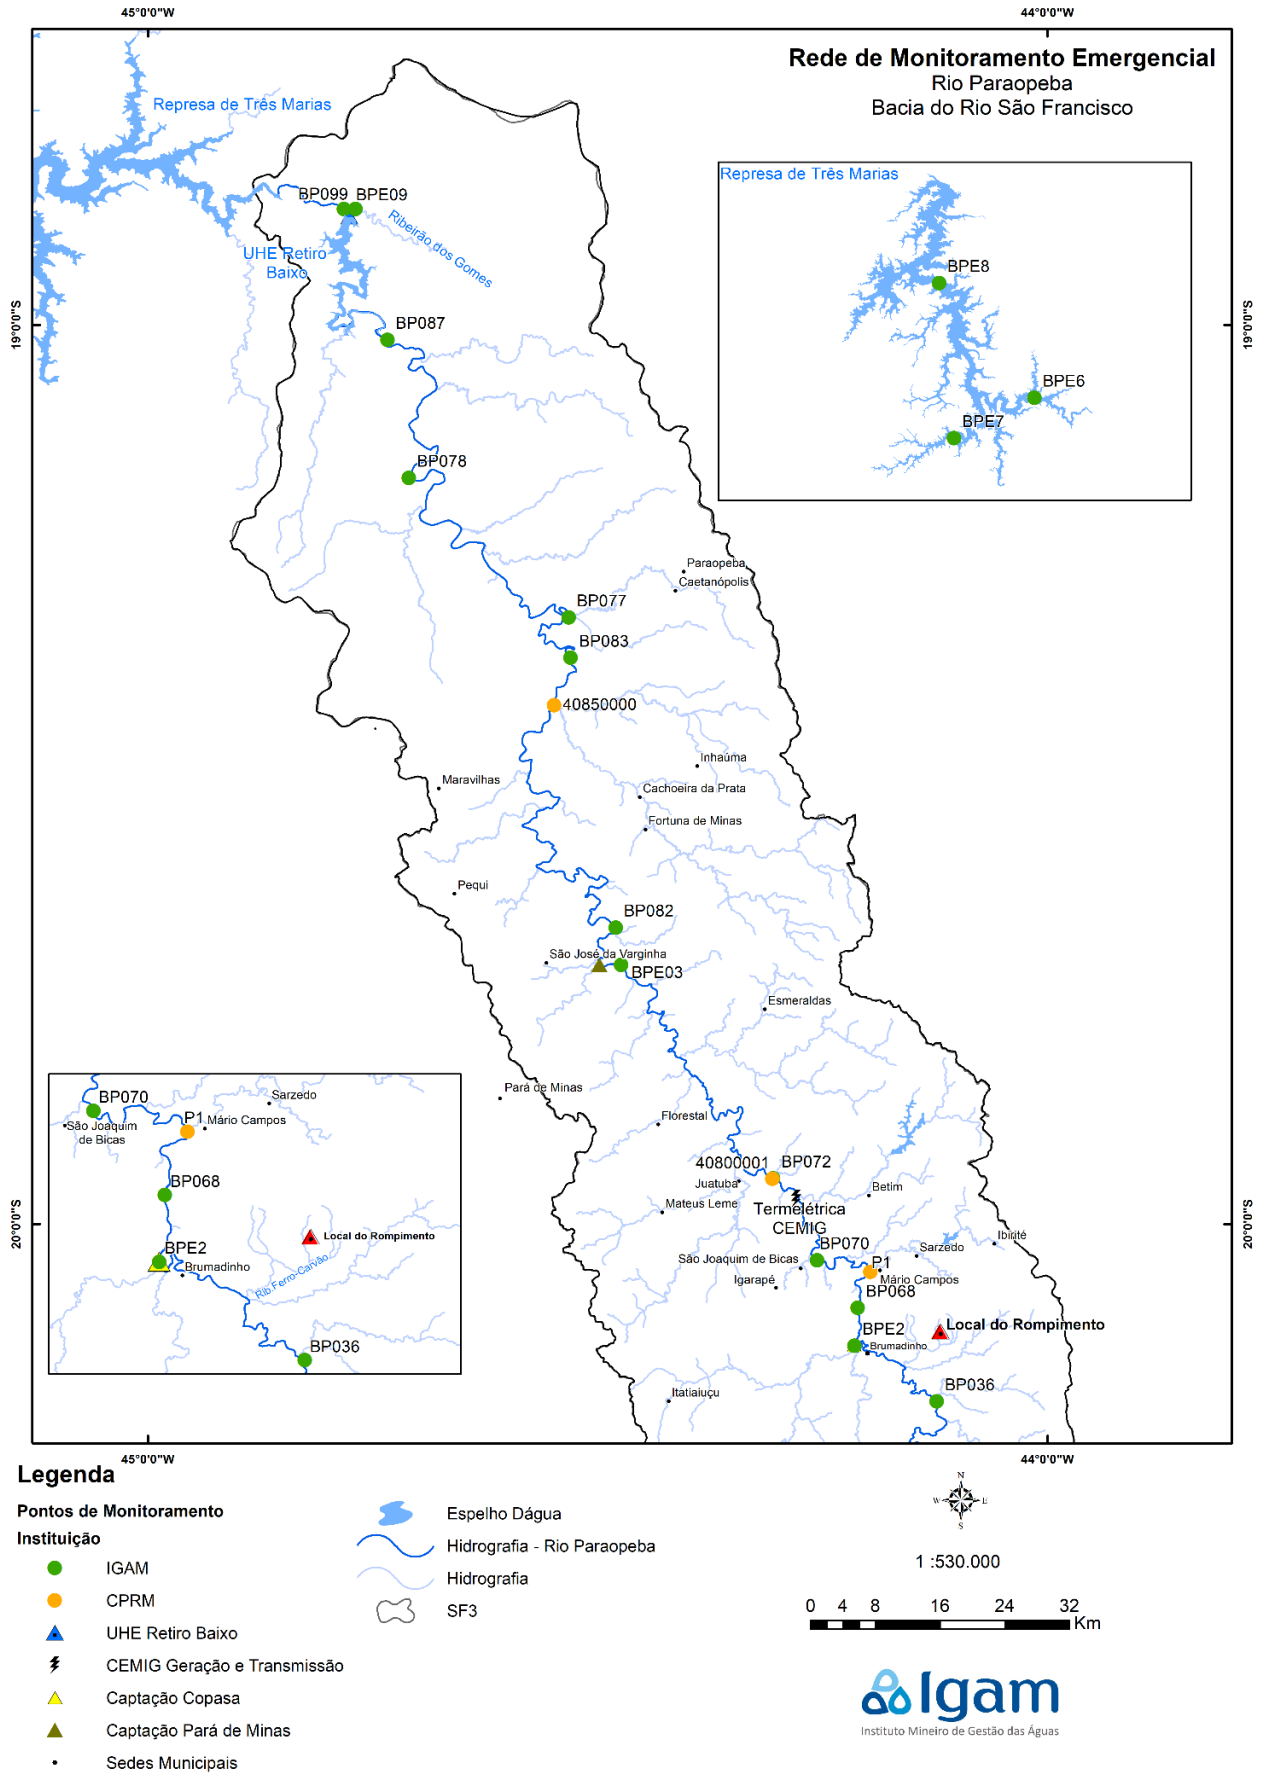 45°0'0"W
44°0'0"W
Rede de Monitoramento Emergencial
Rio Paraopeba
Bacia do Rio São Francisco
Represa de Três Marias
Represa de Três Marias
BP099
BPE09
Ribeirão dos Gomes
UHE Retiro
Baixo
BPE8
19°0'0"S
19°0'0"S
BP087
BPE6
BPE7
BP078
Paraopeba
Caetanópolis
BP077
BP083
40850000
Inhaúma
Maravilhas
Cachoeira da Prata
Fortuna de Minas
Pequi
BP082
São José da Varginha
BPE03
Esmeraldas
Pará de Minas
Florestal
BP070
Sarzedo
P1
Mário Campos
São Joaquim
de Bicas
BP068
Local do Rompimento
BPE2
Brumadinho
Rib.Ferro-Carvão
BP036
40800001
BP072
Juatuba
Betim
Mateus Leme
Termelétrica
CEMIG
20°0'0"S
20°0'0"S
Ibirité
BP070
Sarzedo
São Joaquim de Bicas
P1
Igarapé
Mário Campos
BP068
Local do Rompimento
BPE2
Brumadinho
BP036
Itatiaiuçu
45°0'0"W
44°0'0"W
Legenda
Pontos de Monitoramento
Instituição
IGAM
CPRM
UHE Retiro Baixo
CEMIG Geração e Transmissão
Captação Copasa
Captação Pará de Minas
Sedes Municipais
Espelho Dágua
Hidrografia - Rio Paraopeba
Hidrografia
SF3
N
W
E
S
1 :530.000
0 4 8 16 24 32
Km
Igam
Instituto Mineiro de Gestão das Águas